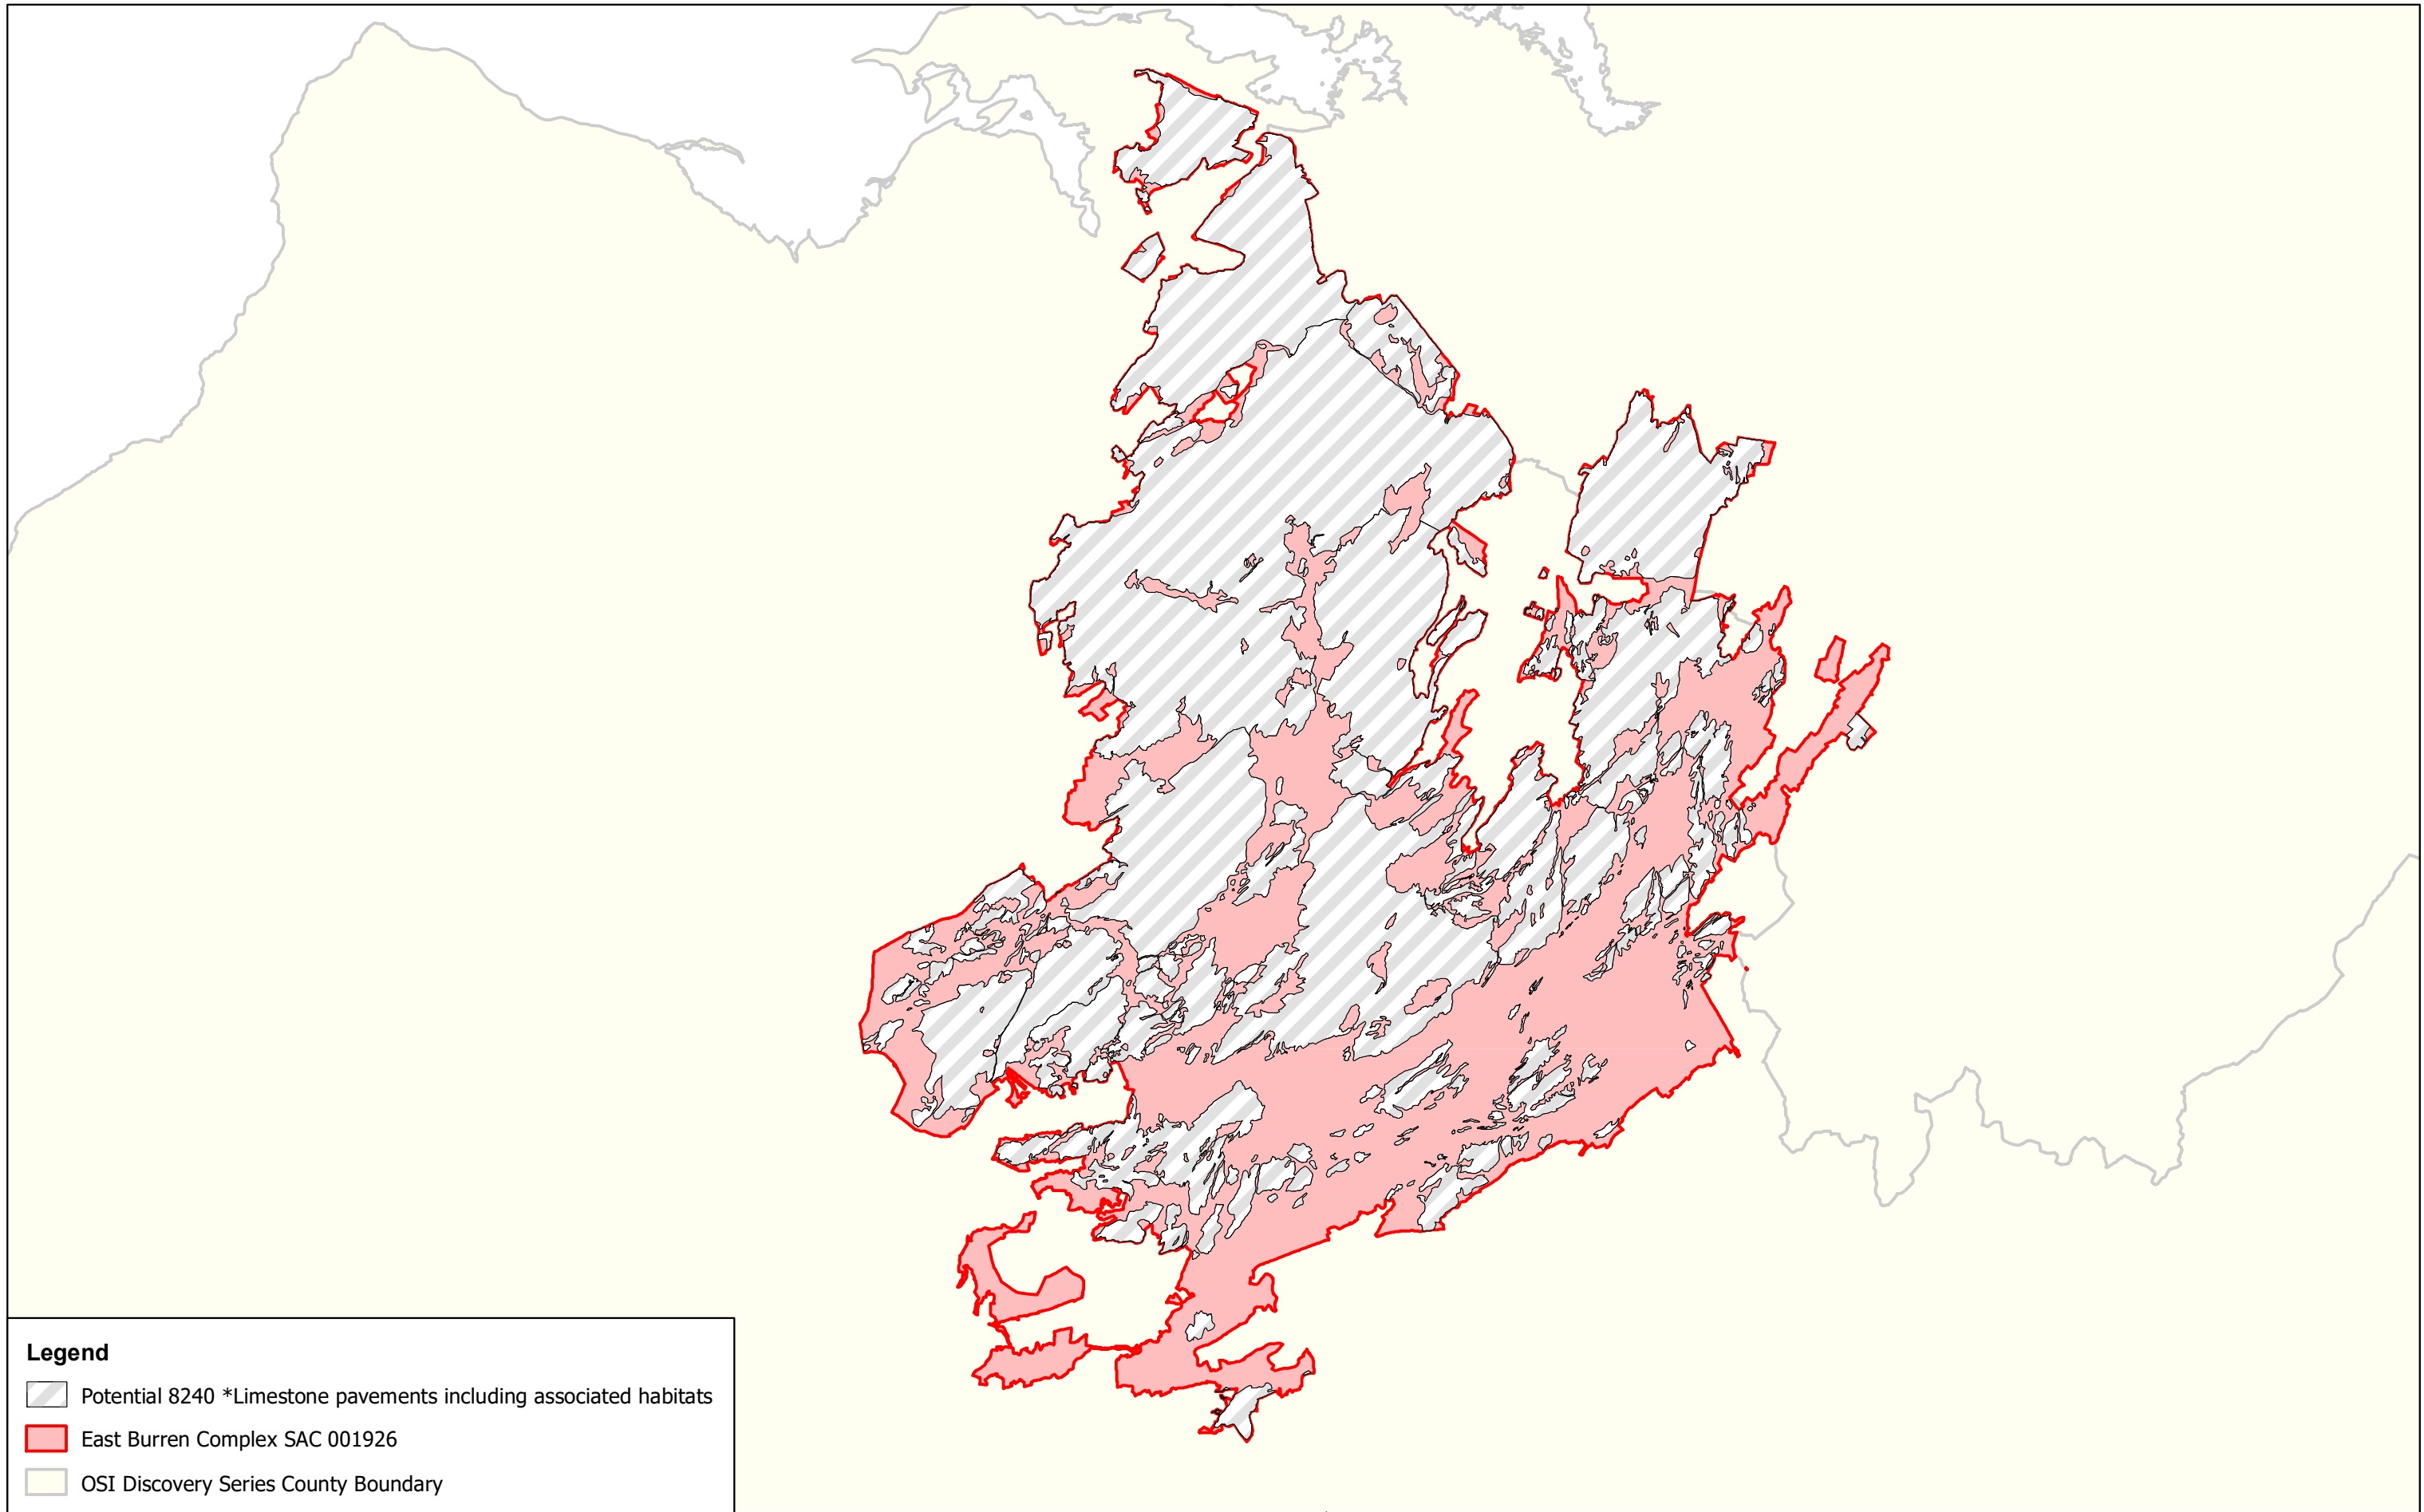 Legend
Potential 8240 *Limestone pavements including associated habitats
East Burren Complex SAC 001926
OSI Discovery Series County Boundary